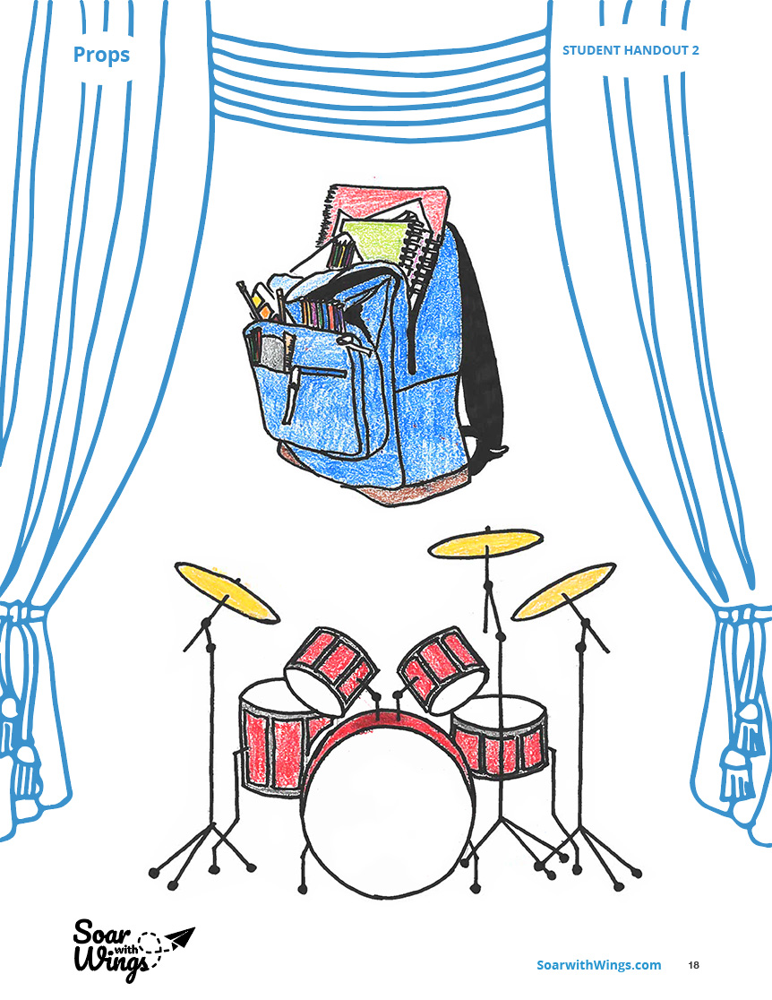 Props
STUDENT HANDOUT 2
Soar
with
Wings
SoarwithWings.com
18